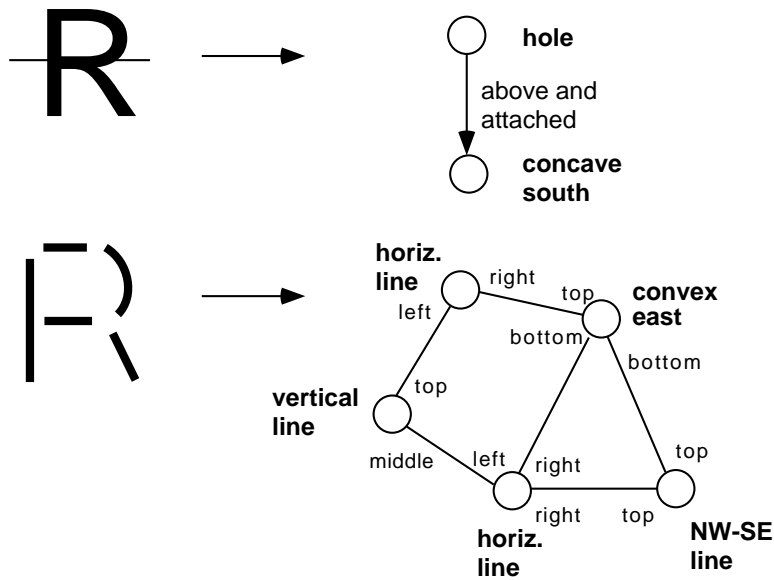 R
hole
above and
attached
concave
south
R
horiz.
line
right
top
convex
east
left
bottom
bottom
vertical
line
top
middle
left
right
top
right
top
horiz.
line
NW-SE
line